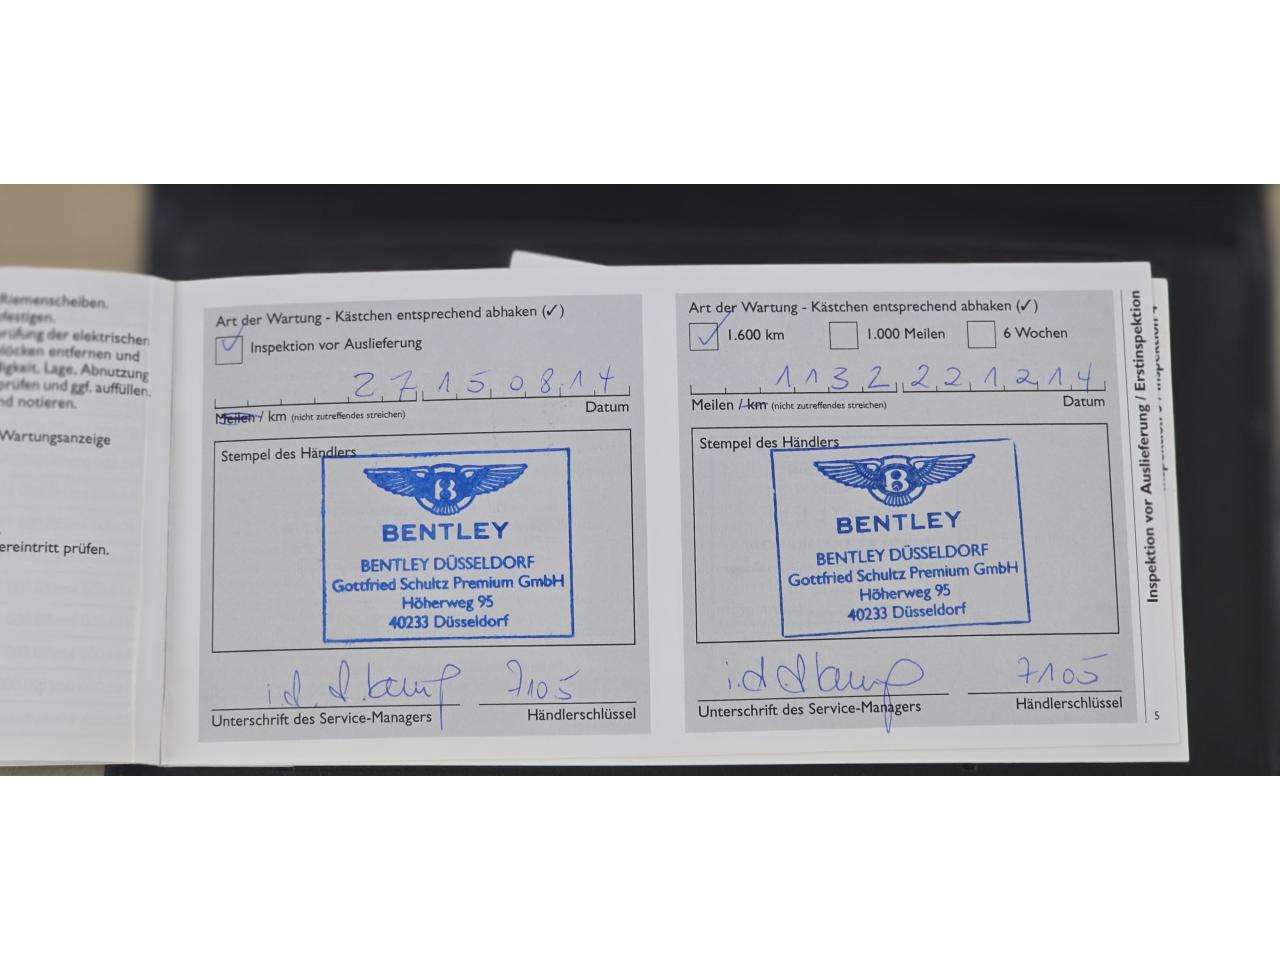 Riemenscheiben.
festigen.
rüfung der elektrischen
löcken entfernen und
igkeit, Lage, Abnutzung
prüfen und ggf. auffüllen.
nd notieren.
Wartungsanzeige
ereintritt prüfen.
Art der Wartung - Kästchen entsprechend abhaken (✓)
Inspektion vor Auslieferung
27 15.08.14
Meilen / km (nicht zutreffendes streichen) Datum
Stempel des Händlers
B
BENTLEY
BENTLEY DÜSSELDORF
Gottfried Schultz Premium GmbH
Höherweg 95
40233 Düsseldorf
7105
Unterschrift des Service-Managers Händlerschlüssel
Art der Wartung - Kästchen entsprechend abhaken (✓)
1.600 km 1.000 Meilen 6 Wochen
1132 221214
Meilen / km (nicht zutreffendes streichen) Datum
Stempel des Händlers
B
BENTLEY
BENTLEY DÜSSELDORF
Gottfried Schultz Premium GmbH
Höherweg 95
40233 Düsseldorf
7105
Unterschrift des Service-Managers Händlerschlüssel
Inspektion vor Auslieferung / Erstinspektion
5